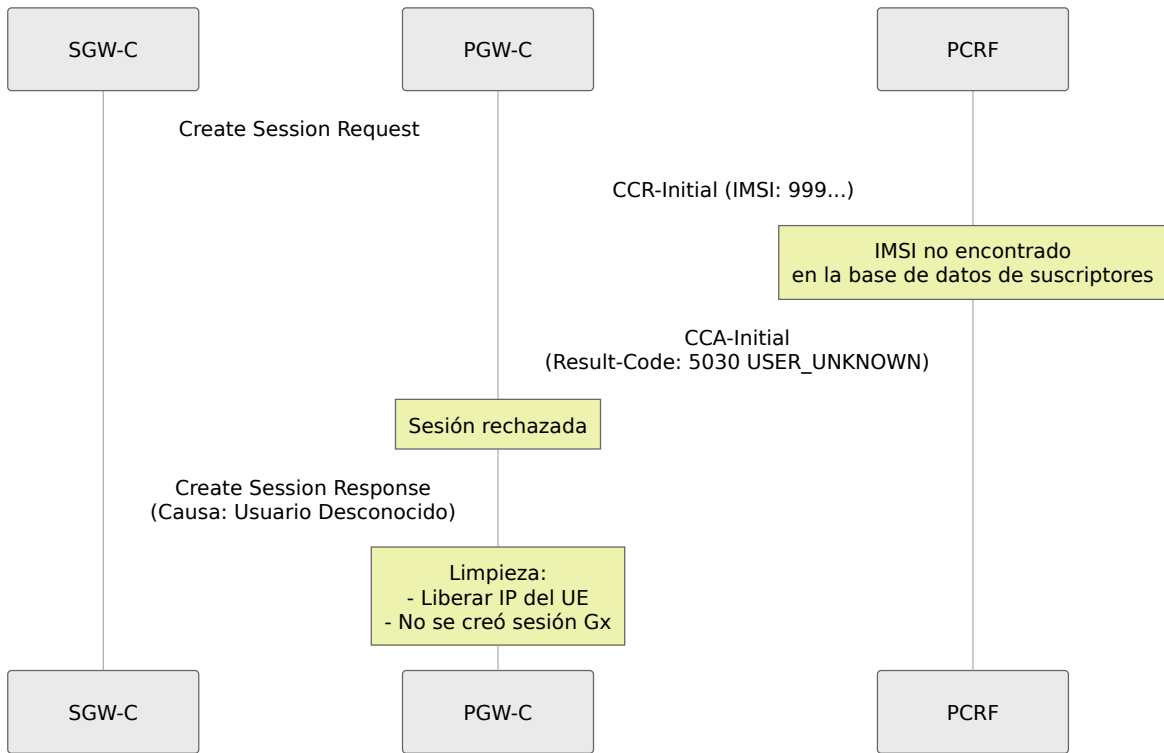 SGW-C
PGW-C
PCRF
Create Session Request
CCR-Initial (IMSI: 999...)
IMSI no encontrado
en la base de datos de suscriptores
CCA-Initial
(Result-Code: 5030 USER_UNKNOWN)
Sesión rechazada
Create Session Response
(Causa: Usuario Desconocido)
Limpieza:
- Liberar IP del UE
- No se creó sesión Gx
SGW-C
PGW-C
PCRF